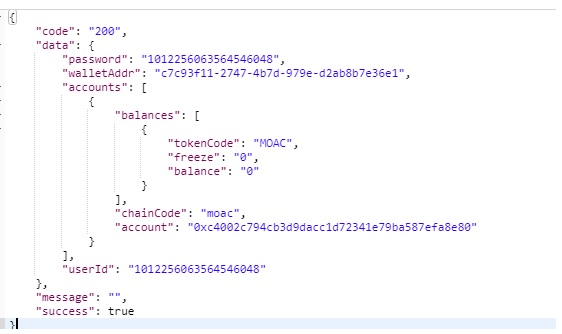 {
"code": "200",
"data": {
"password": "1012256063564546048",
"walletAddr": "c7c93f11-2747-4b7d-979e-d2ab8b7e36e1",
"accounts": [
{
"balances": [
{
"tokenCode": "MOAC",
"freeze": "0",
"balance": "0"
}
],
"chainCode": "moac",
"account": "0xc4002c794cb3d9dacc1d72341e79ba587efa8e80"
}
],
"userId": "1012256063564546048"
},
"message": "",
"success": true
}